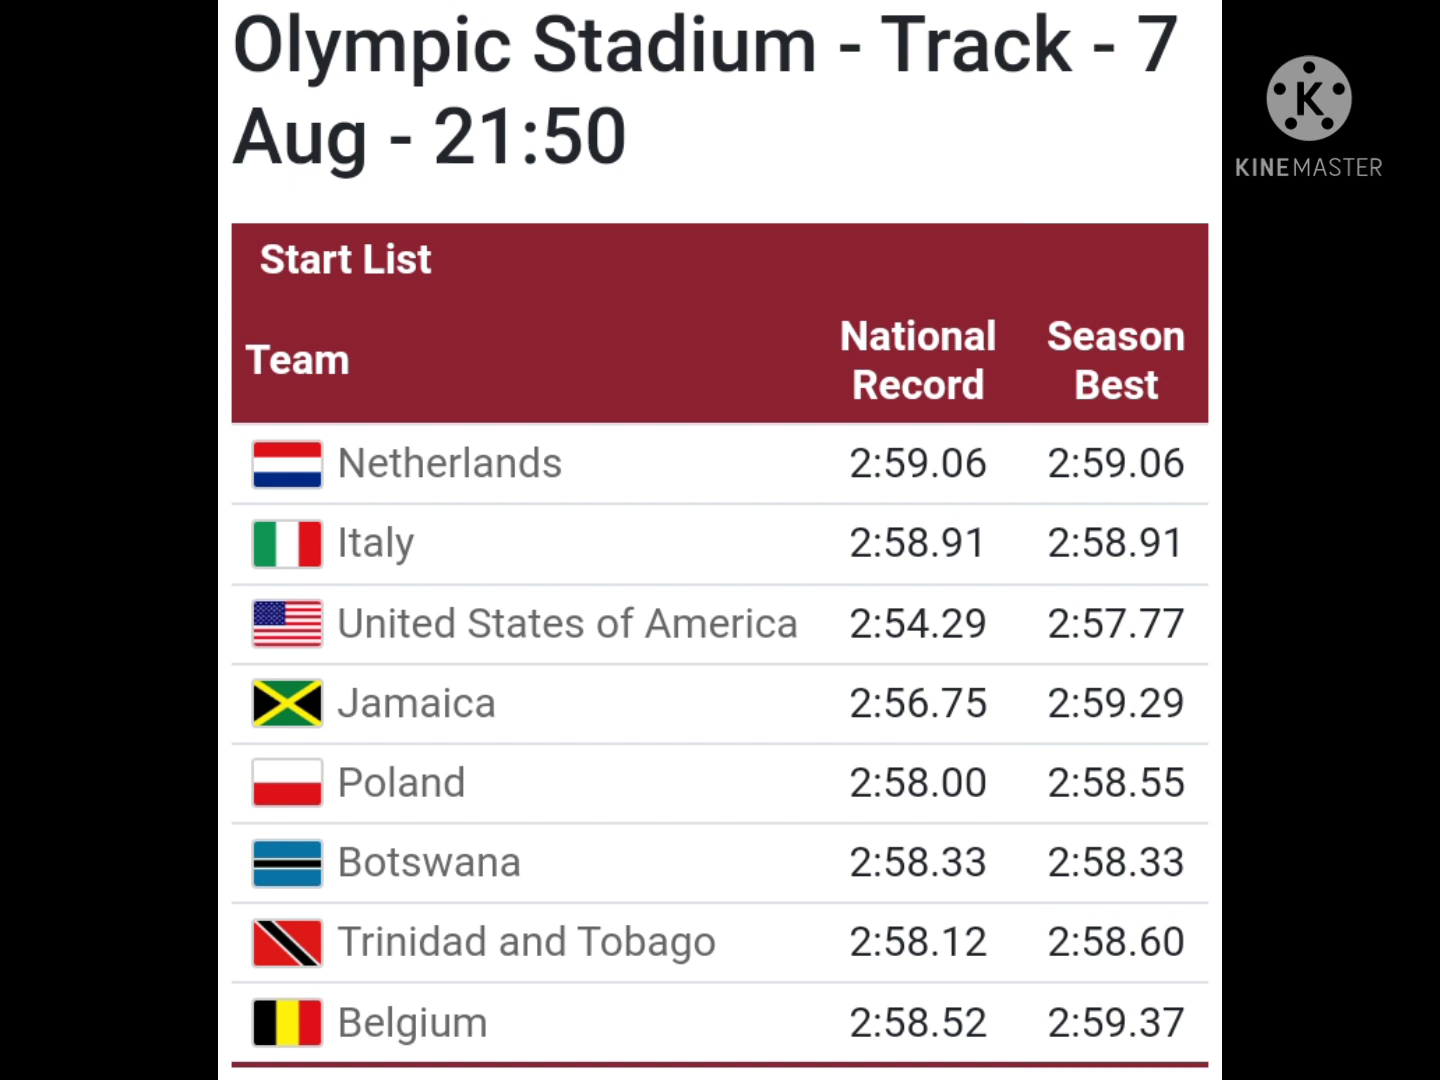 Olympic Stadium - Track - 7
Aug - 21:50
K
KINEMASTER
Start List
Team National Record Season Best
Netherlands 2:59.06 2:59.06
Italy 2:58.91 2:58.91
United States of America 2:54.29 2:57.77
Jamaica 2:56.75 2:59.29
Poland 2:58.00 2:58.55
Botswana 2:58.33 2:58.33
Trinidad and Tobago 2:58.12 2:58.60
Belgium 2:58.52 2:59.37